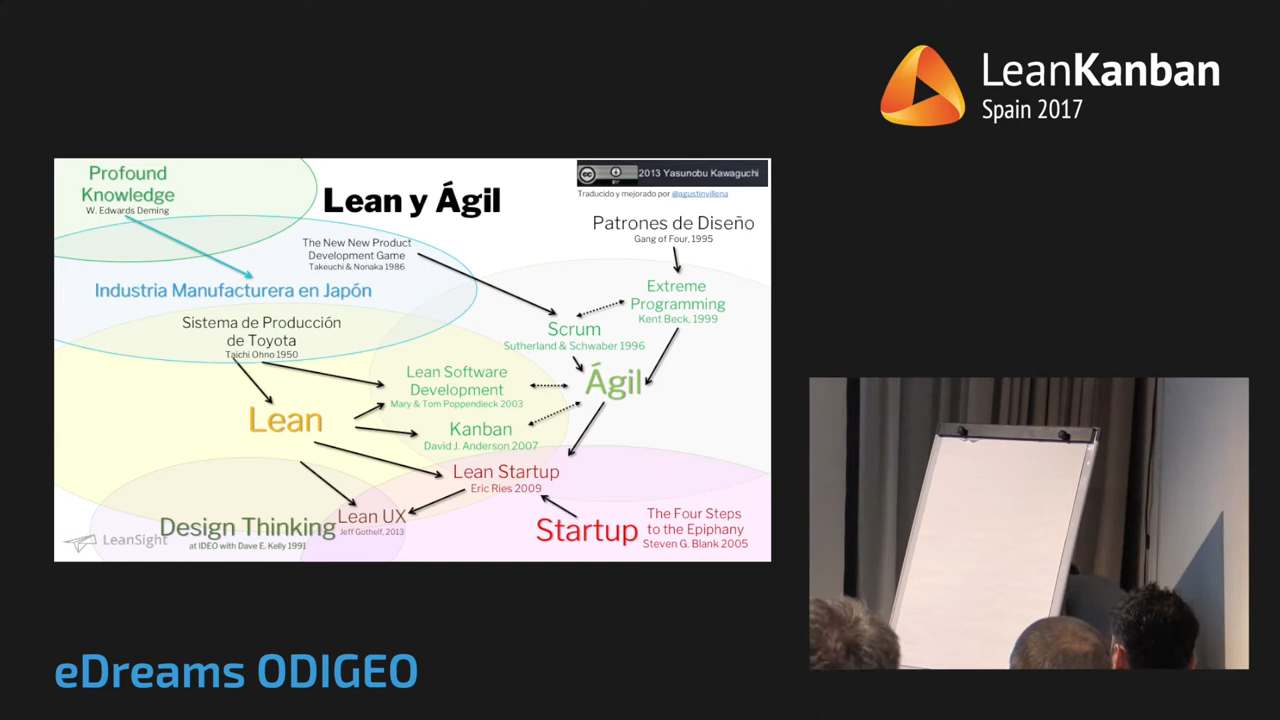 LeanKanban
Spain 2017
Profound
Knowledge
W. Edwards Deming
Lean y Ágil
2013 Yasunobu Kawaguchi
cc
BY
Traducido y mejorado por @agustinvillena
Patrones de Diseño
Gang of Four, 1995
The New New Product
Development Game
Takeuchi & Nonaka 1986
Industria Manufacturera en Japón
Extreme
Programming
Kent Beck, 1999
Sistema de Producción
de Toyota
Taichi Ohno 1950
Scrum
Sutherland & Schwaber 1996
Lean Software
Development
Mary & Tom Poppendieck 2003
Ágil
Lean
Kanban
David J. Anderson 2007
Lean Startup
Eric Ries 2009
Design Thinking
at IDEO with Dave E. Kelly 1991
Lean UX
Jeff Gothelf, 2013
Startup
The Four Steps
to the Epiphany
Steven G. Blank 2005
LeanSight
eDreams ODIGEO